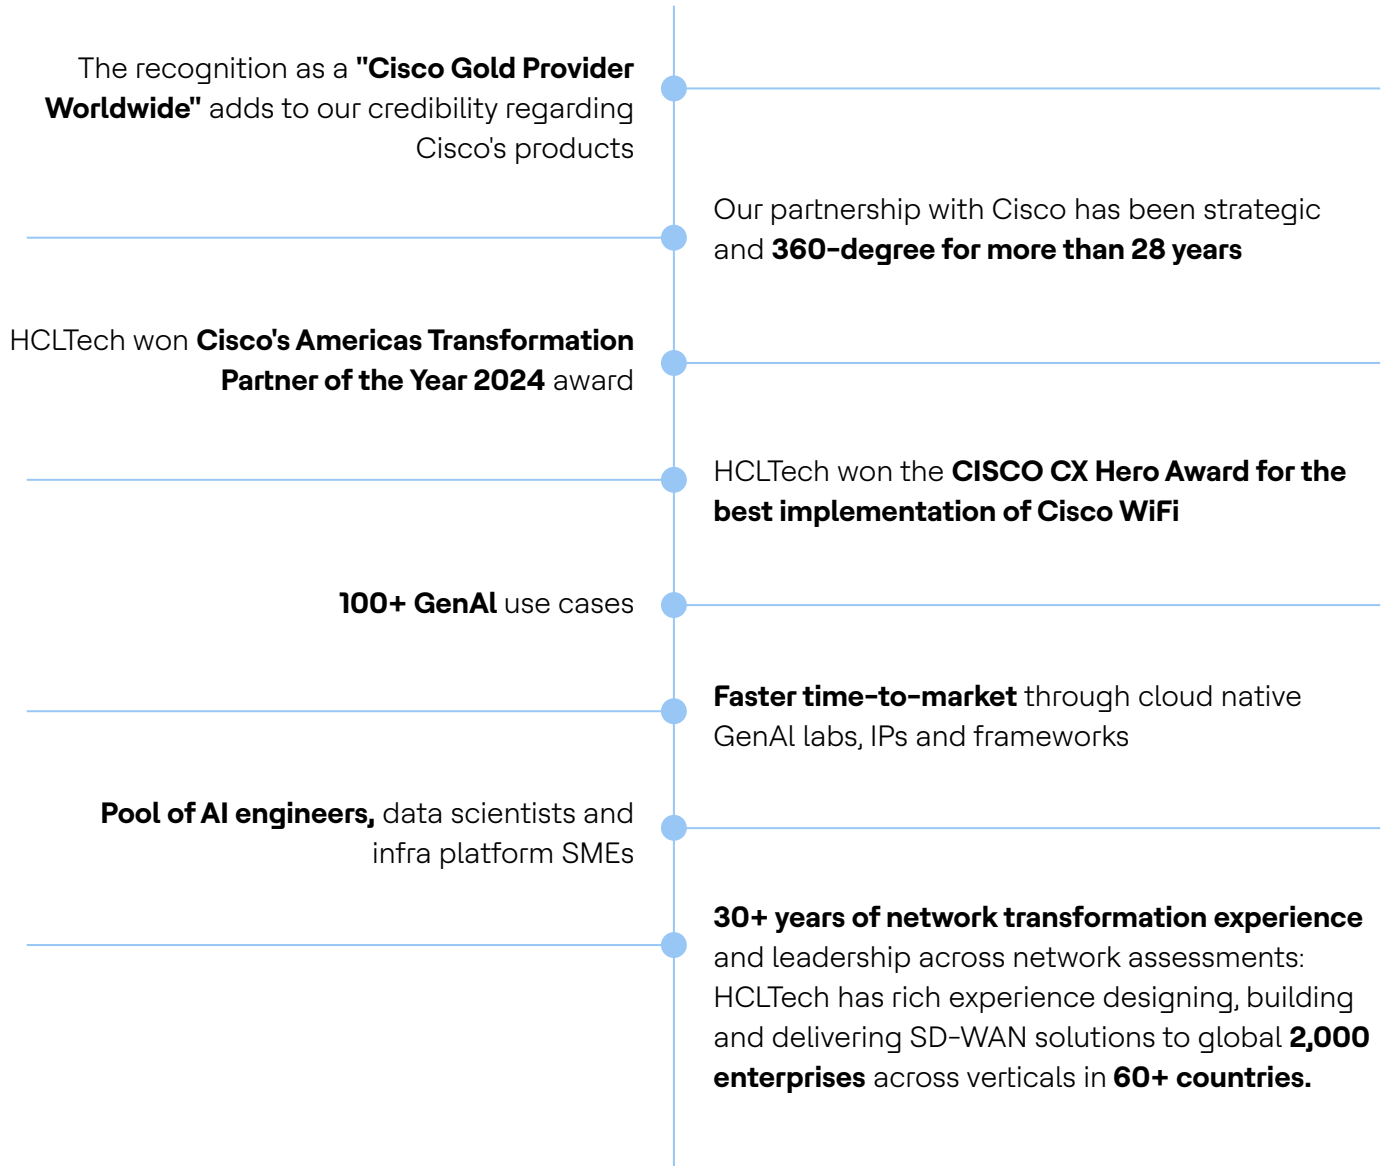 The recognition as a "Cisco Gold Provider
Worldwide" adds to our credibility regarding
Cisco's products
Our partnership with Cisco has been strategic
and 360-degree for more than 28 years
HCLTech won Cisco's Americas Transformation
Partner of the Year 2024 award
HCLTech won the CISCO CX Hero Award for the
best implementation of Cisco WiFi
100+ GenAl use cases
Faster time-to-market through cloud native
GenAl labs, IPs and frameworks
Pool of AI engineers, data scientists and
infra platform SMEs
30+ years of network transformation experience
and leadership across network assessments:
HCLTech has rich experience designing, building
and delivering SD-WAN solutions to global 2,000
enterprises across verticals in 60+ countries.